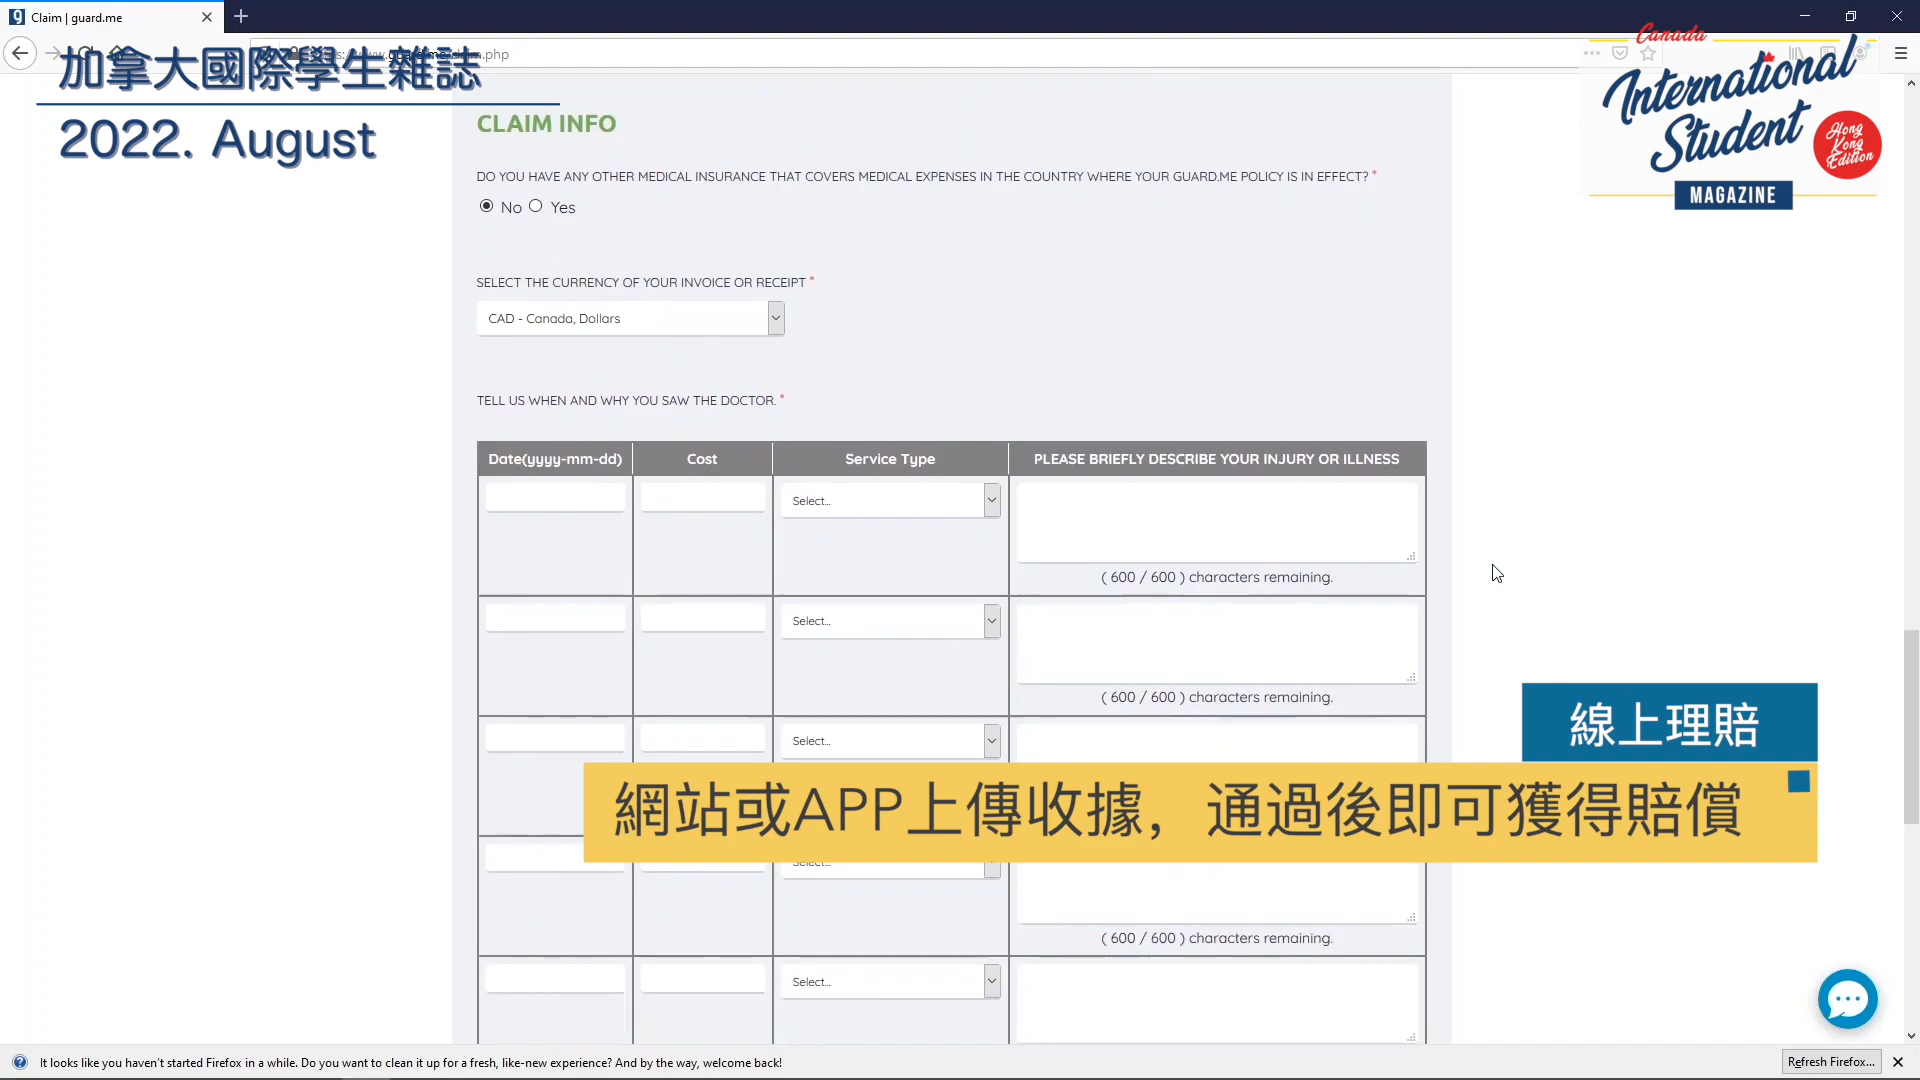 Claim | guard.me
guard.me/claim.php
加拿大國際學生雜誌
2022. August
Canada
International
Student
Hong
Kong
Edition
MAGAZINE
CLAIM INFO
DO YOU HAVE ANY OTHER MEDICAL INSURANCE THAT COVERS MEDICAL EXPENSES IN THE COUNTRY WHERE YOUR GUARD.ME POLICY IS IN EFFECT? *
No Yes
SELECT THE CURRENCY OF YOUR INVOICE OR RECEIPT *
CAD - Canada, Dollars
TELL US WHEN AND WHY YOU SAW THE DOCTOR. *
Date(yyyy-mm-dd) Cost Service Type PLEASE BRIEFLY DESCRIBE YOUR INJURY OR ILLNESS
Select...
( 600 / 600 ) characters remaining.
Select...
( 600 / 600 ) characters remaining.
Select...
線上理賠
網站或APP上傳收據，通過後即可獲得賠償
Select...
( 600 / 600 ) characters remaining.
Select...
It looks like you haven't started Firefox in a while. Do you want to clean it up for a fresh, like-new experience? And by the way, welcome back!
Refresh Firefox...